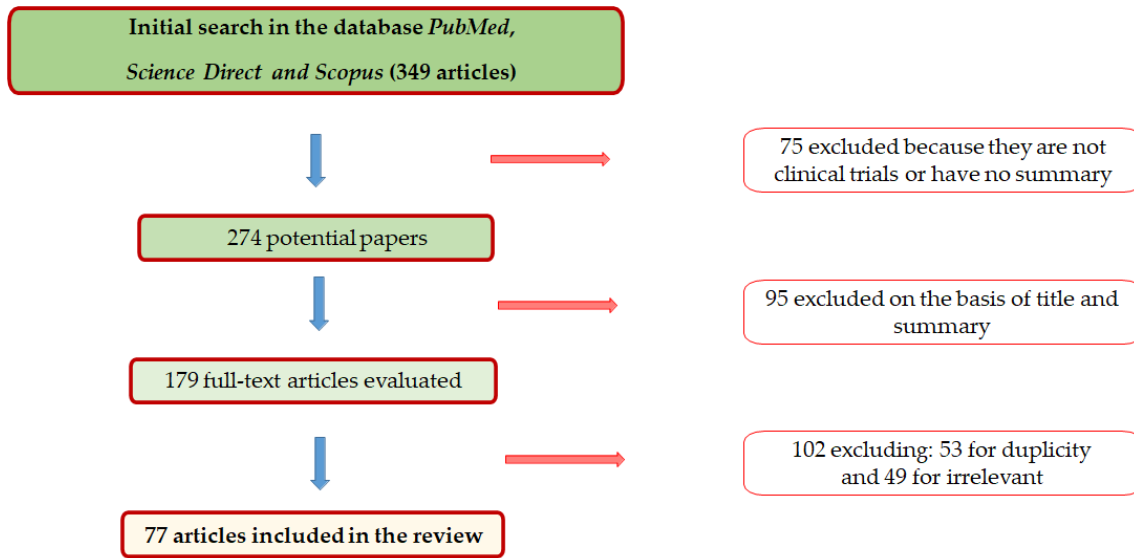 Initial search in the database PubMed,
Science Direct and Scopus (349 articles)
75 excluded because they are not
clinical trials or have no summary
274 potential papers
95 excluded on the basis of title and
summary
179 full-text articles evaluated
102 excluding: 53 for duplicity
and 49 for irrelevant
77 articles included in the review